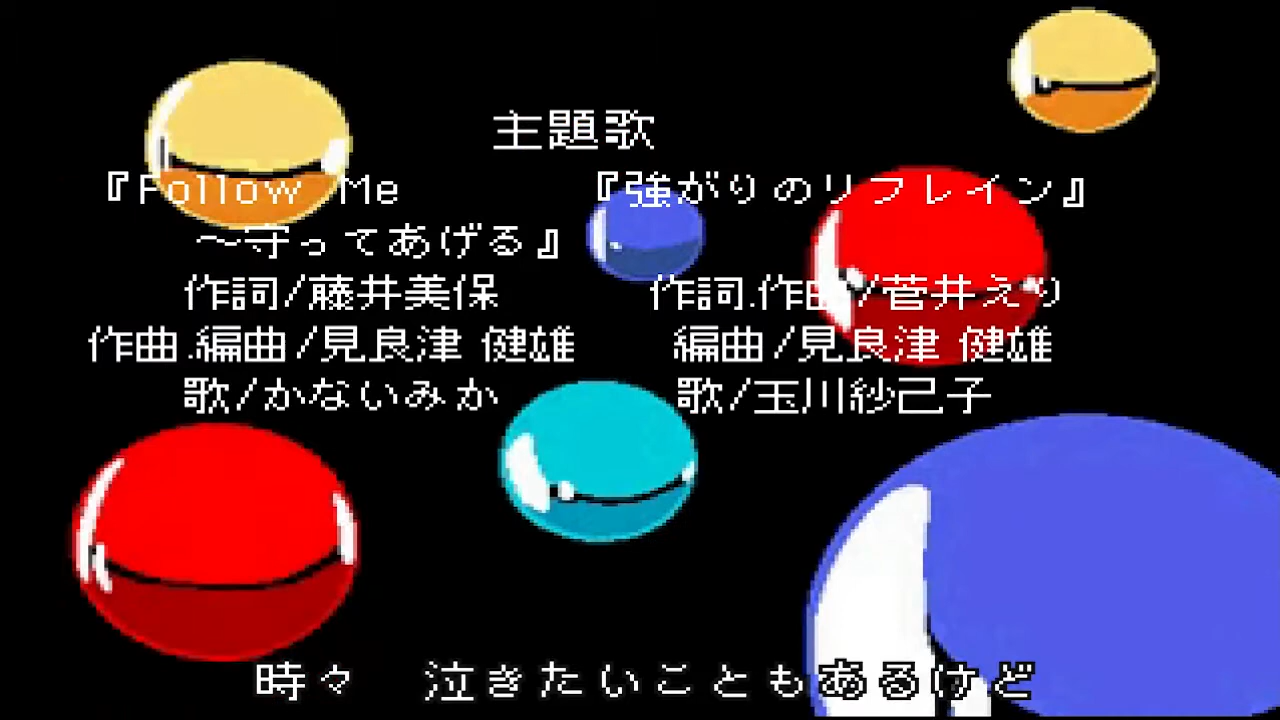 主題歌
『Follow Me 『強がりのリフレイン』
～守ってあげる』
作詞/藤井美保 作詞.作曲/菅井えり
作曲.編曲/見良津 健雄 編曲/見良津 健雄
歌/かないみか 歌/玉川紗己子
時々 泣きたいこともあるけど